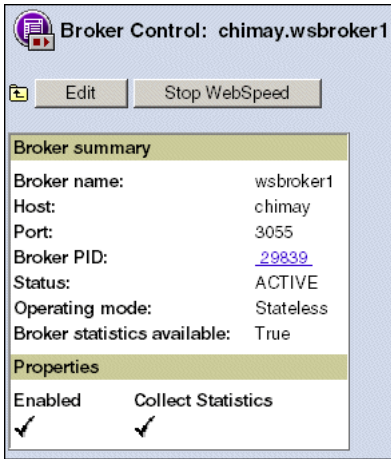 Broker Control: chimay.wsbroker1
Edit Stop WebSpeed
Broker summary
Broker name: wsbroker1
Host: chimay
Port: 3055
Broker PID: 29839
Status: ACTIVE
Operating mode: Stateless
Broker statistics available: True
Properties
Enabled Collect Statistics
✓ ✓